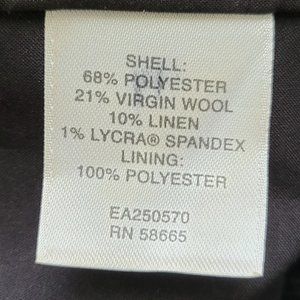 SHELL:
68% POLYESTER
21% VIRGIN WOOL
10% LINEN
1% LYCRA® SPANDEX
LINING:
100% POLYESTER
EA250570
RN 58665